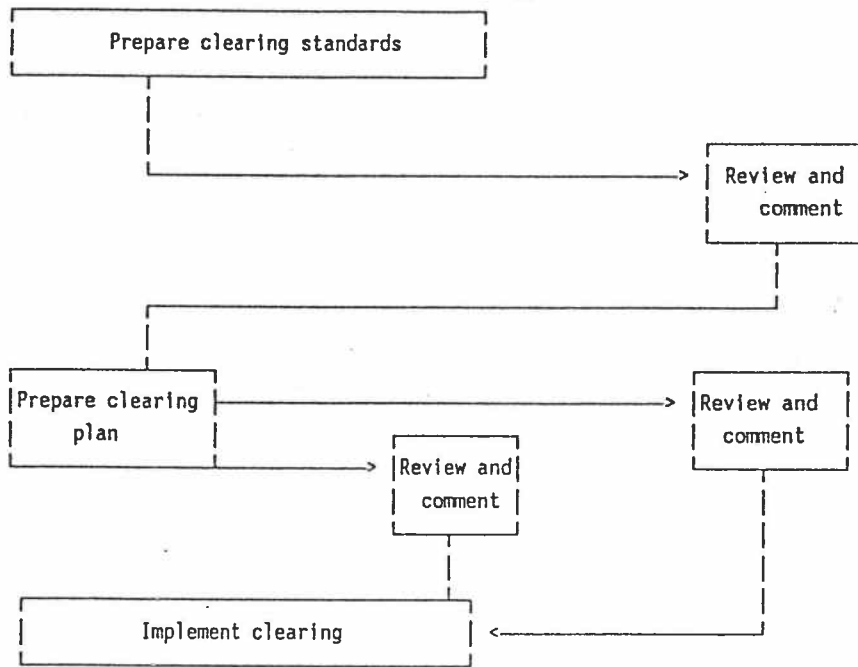 Prepare clearing standards
Review and
comment
Prepare clearing
plan
Review and
comment
Review and
comment
Implement clearing